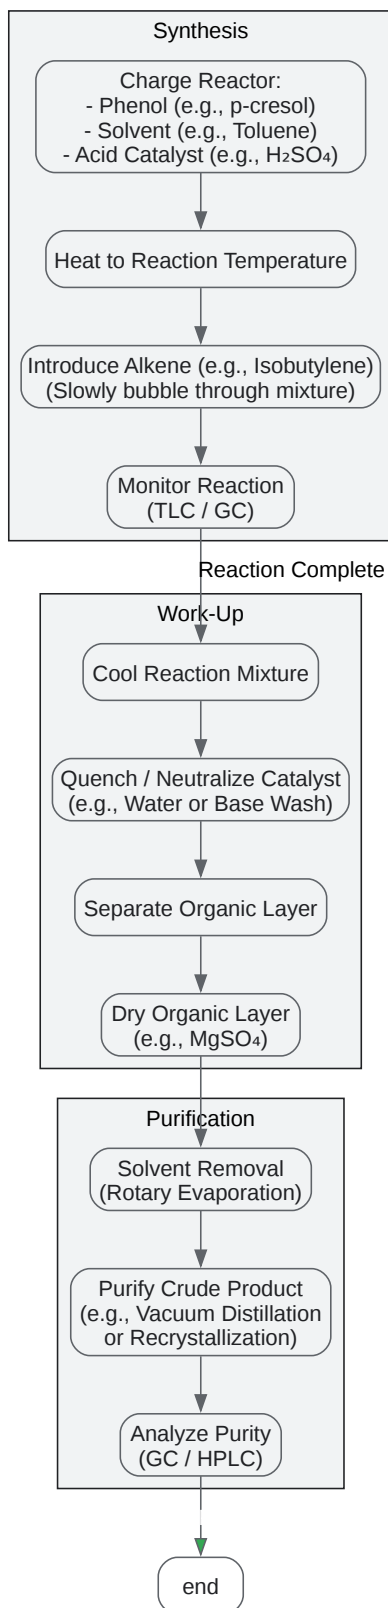 Synthesis
Charge Reactor:
- Phenol (e.g., p-cresol)
- Solvent (e.g., Toluene)
- Acid Catalyst (e.g., H₂SO₄)
Heat to Reaction Temperature
Introduce Alkene (e.g., Isobutylene)
(Slowly bubble through mixture)
Monitor Reaction
(TLC / GC)
Reaction Complete
Work-Up
Cool Reaction Mixture
Quench / Neutralize Catalyst
(e.g., Water or Base Wash)
Separate Organic Layer
Dry Organic Layer
(e.g., MgSO₄)
Purification
Solvent Removal
(Rotary Evaporation)
Purify Crude Product
(e.g., Vacuum Distillation
or Recrystallization)
Analyze Purity
(GC / HPLC)
end